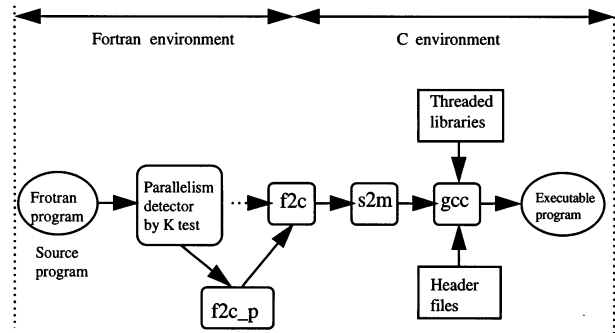 Fortran environment
C environment
Threaded
libraries
Frotran
program
Parallelism
detector
by K test
f2c
s2m
gcc
Executable
program
Source
program
f2c_p
Header
files